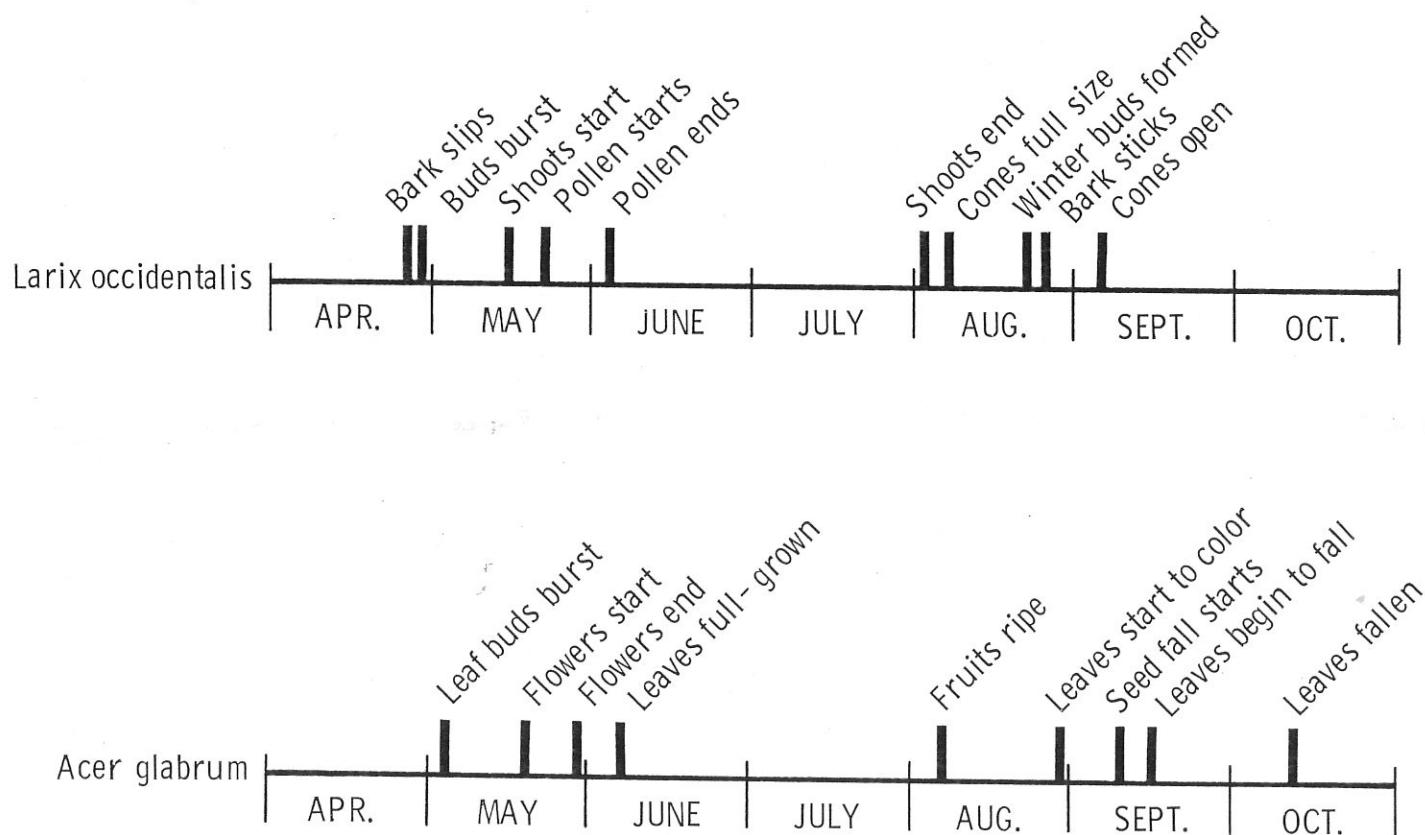 Bark slips
Buds burst
Shoots start
Pollen starts
Pollen ends
Shoots end
Cones full size
Winter buds formed
Bark sticks
Cones open
Larix occidentalis
APR. MAY JUNE JULY AUG. SEPT. OCT.
Leaf buds burst
Flowers start
Flowers end
Leaves full-grown
Fruits ripe
Leaves start to color
Seed fall starts
Leaves begin to fall
Leaves fallen
Acer glabrum
APR. MAY JUNE JULY AUG. SEPT. OCT.